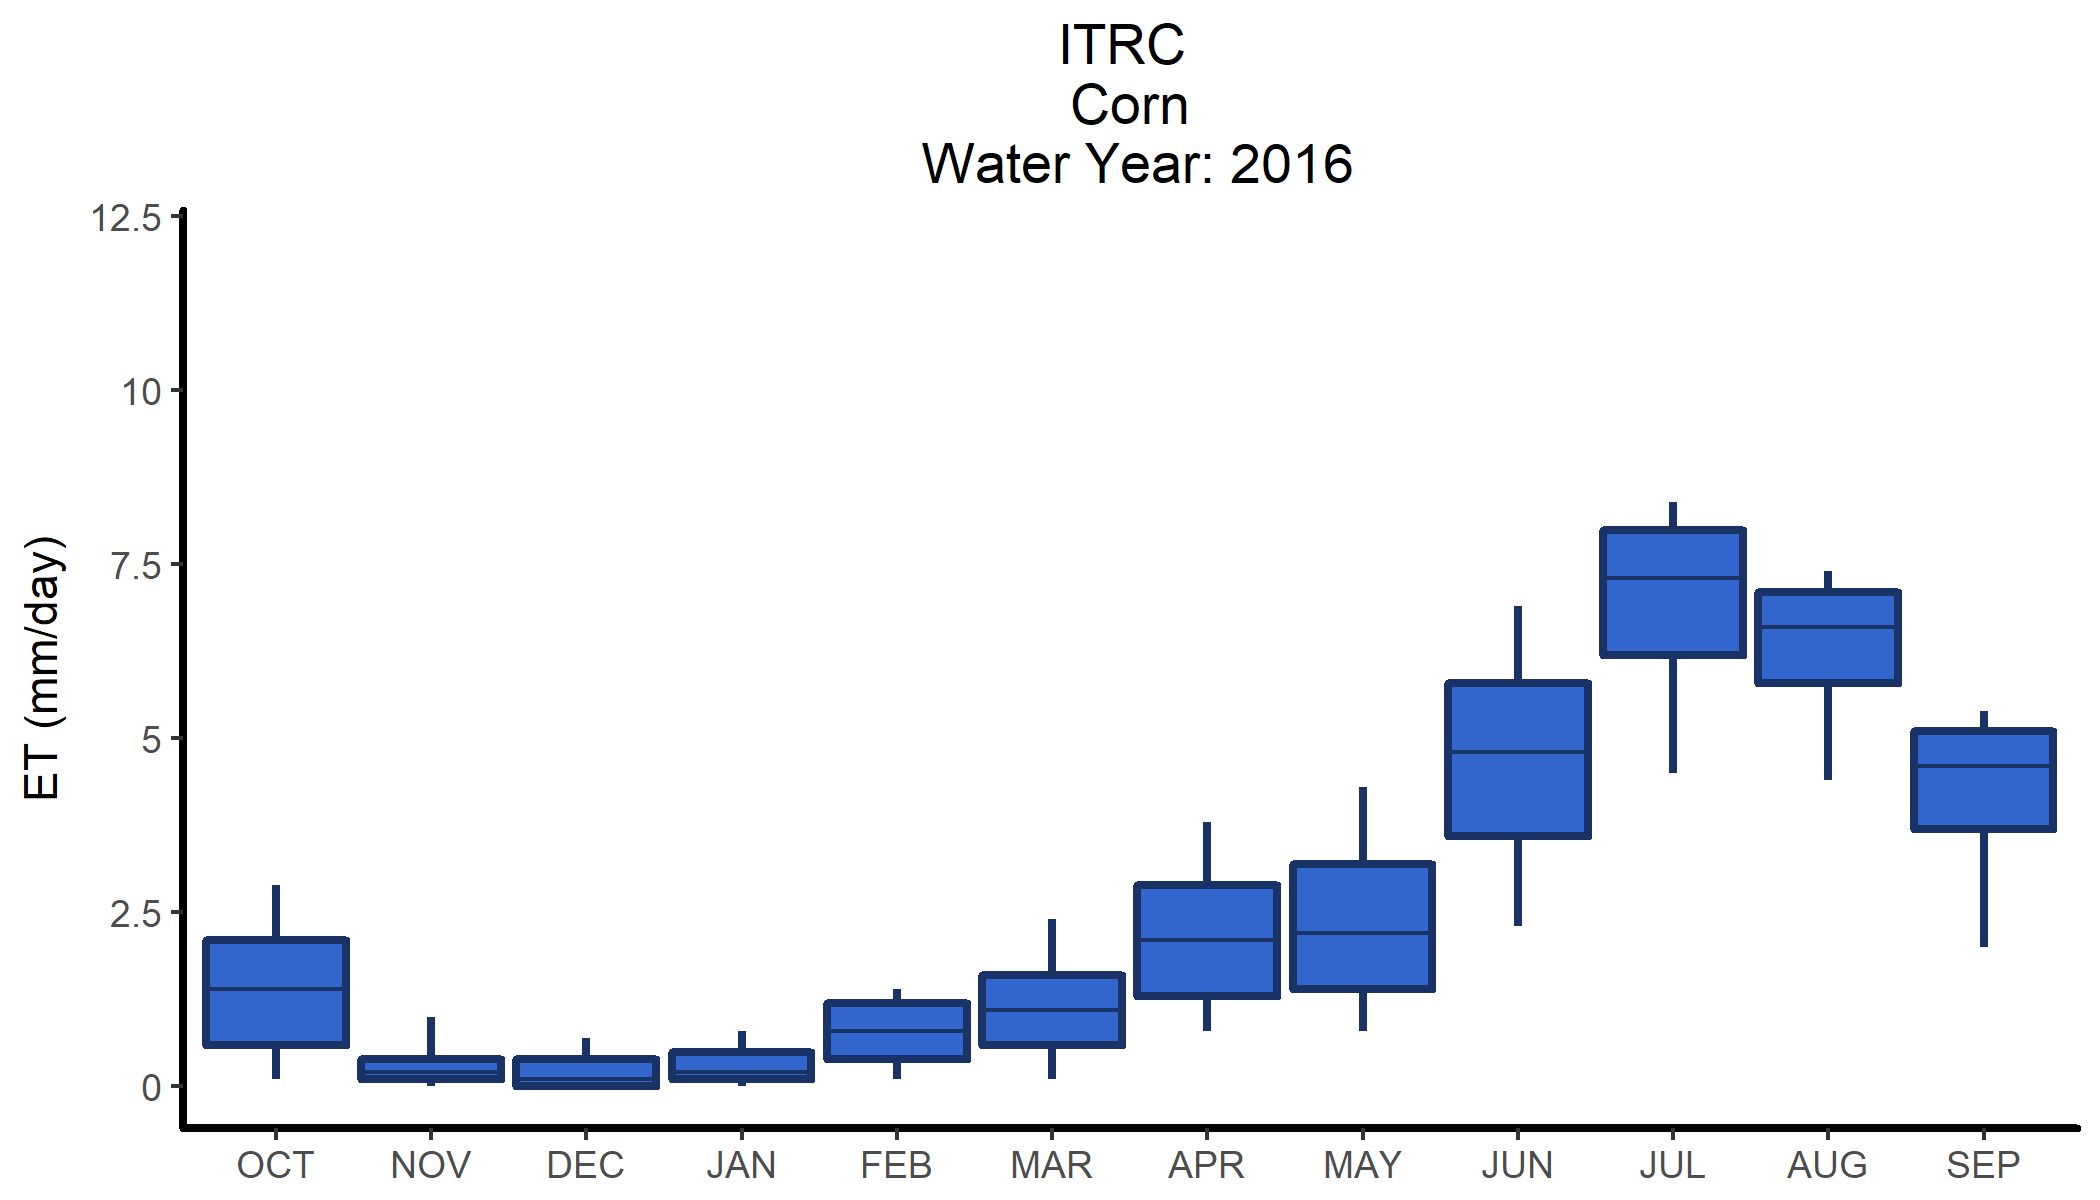 ITRC
Corn
Water Year: 2016
ET (mm/day)
12.5
10
7.5
5
2.5
0
OCT NOV DEC JAN FEB MAR APR MAY JUN JUL AUG SEP